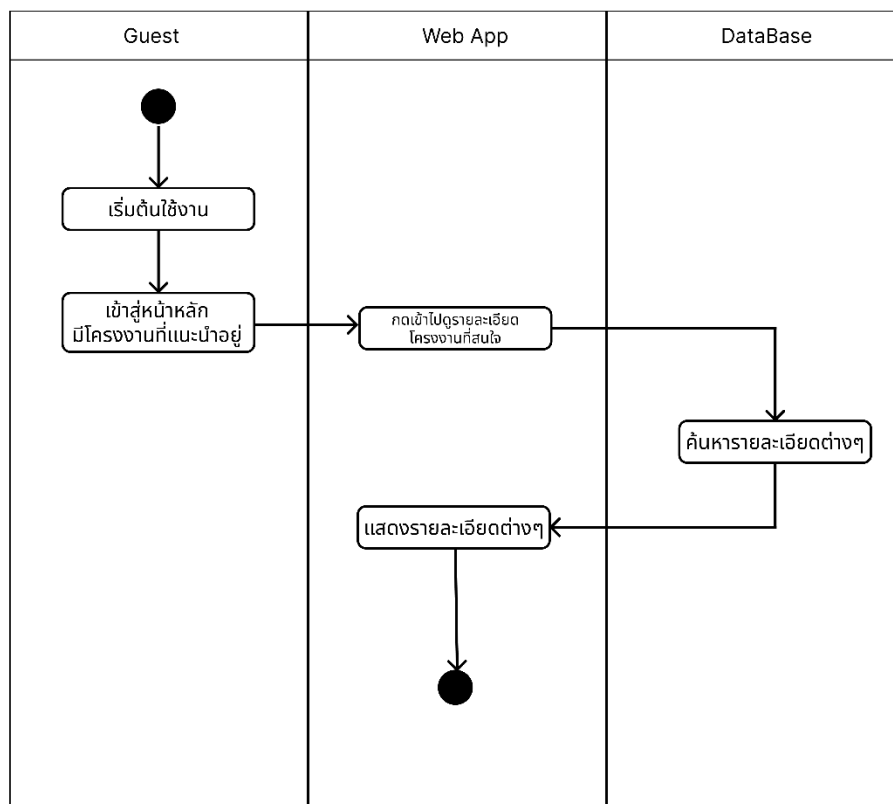 Guest
Web App
DataBase
เริ่มต้นใช้งาน
เข้าสู่หน้าหลัก
มีโครงงานที่แนะนำอยู่
กดเข้าไปดูรายละเอียด
โครงงานที่สนใจ
ค้นหารายละเอียดต่างๆ
แสดงรายละเอียดต่างๆ